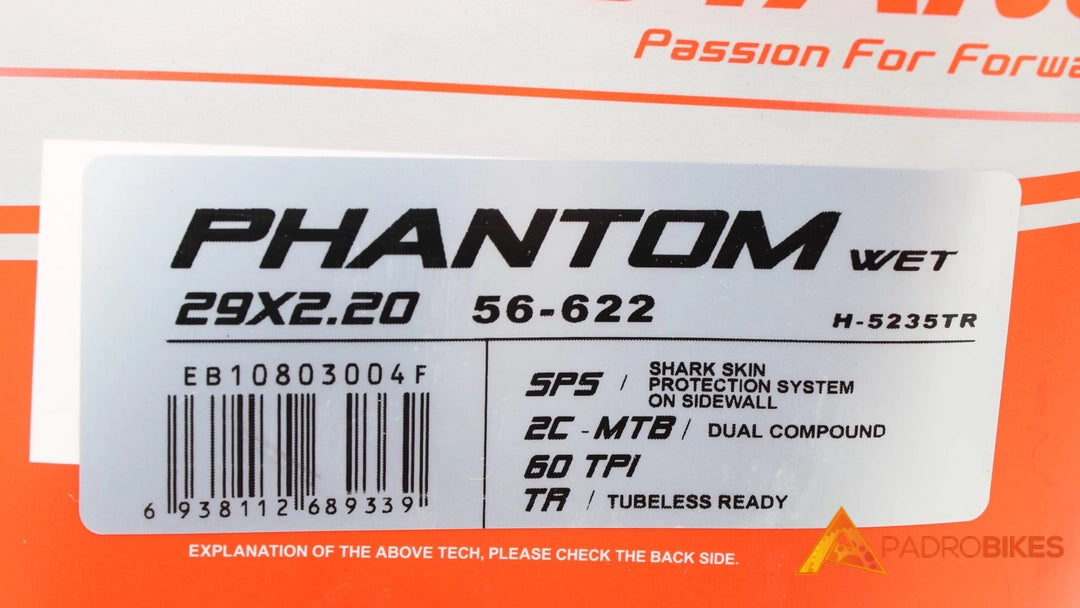 Passion For
PHANTOM WET
29X2.20 56-622 H-5235TR
EB10803004F
SPS / SHARK SKIN
PROTECTION SYSTEM
ON SIDEWALL
2C - MTB / DUAL COMPOUND
60 TPI
TR / TUBELESS READY
6 938112 689339
EXPLANATION OF THE ABOVE TECH, PLEASE CHECK THE BACK SIDE.
PADROBIKES